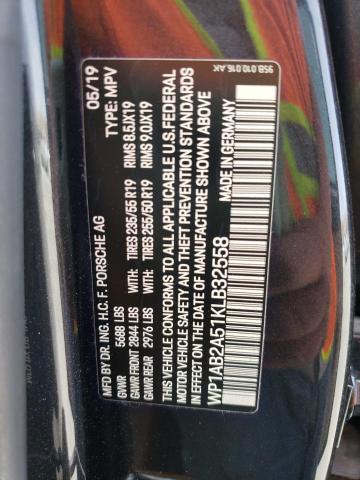 958.010.016.AK
MFD BY DR. ING. H.C. F. PORSCHE AG 05/19
5688 LBS TYPE: MPV
GVWR
GAWR FRONT 2844 LBS WITH TIRES 235/55 R19 RIMS 8.5JX19
GAWR REAR 2976 LBS WITH TIRES 255/50 R19 RIMS 9.0JX19
THIS VEHICLE CONFORMS TO ALL APPLICABLE U.S. FEDERAL
MOTOR VEHICLE SAFETY AND THEFT PREVENTION STANDARDS
IN EFFECT ON THE DATE OF MANUFACTURE SHOWN ABOVE
WP1AB2A51KLB32558 MADE IN GERMANY